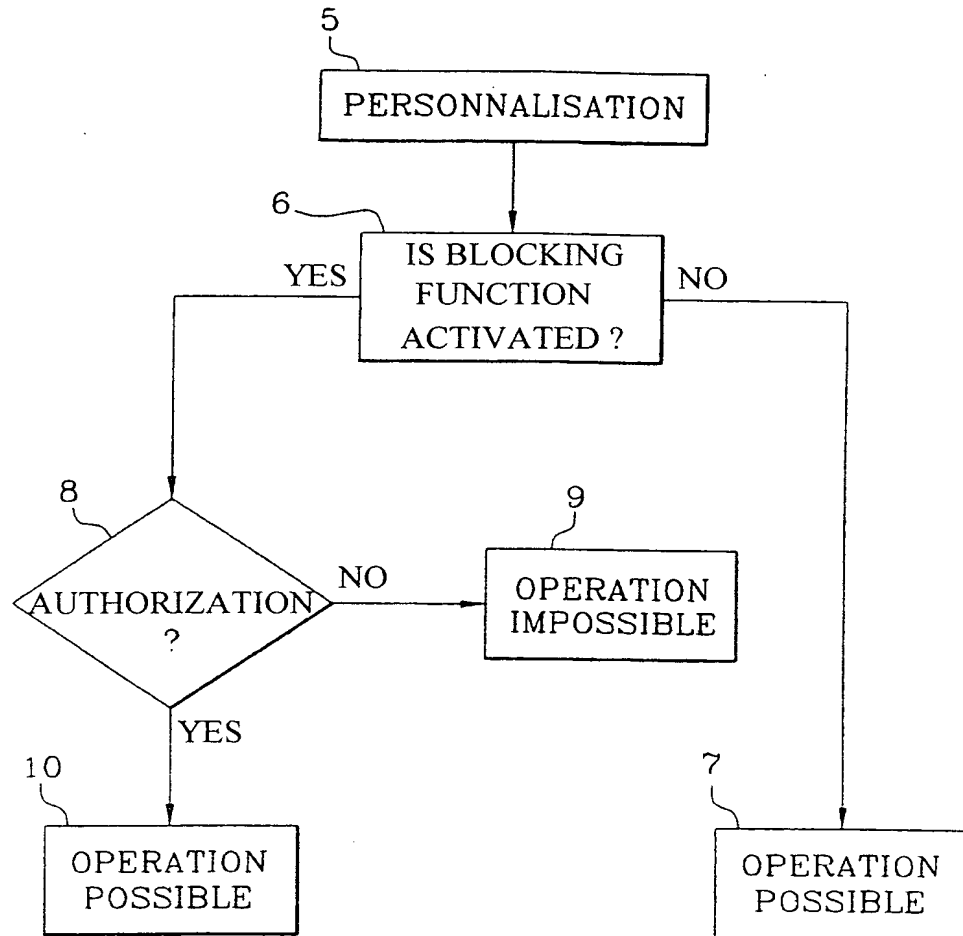 5
PERSONNALISATION
6
IS BLOCKING
FUNCTION
ACTIVATED ?
YES
NO
8
AUTHORIZATION
?
NO
9
OPERATION
IMPOSSIBLE
YES
10
OPERATION
POSSIBLE
7
OPERATION
POSSIBLE